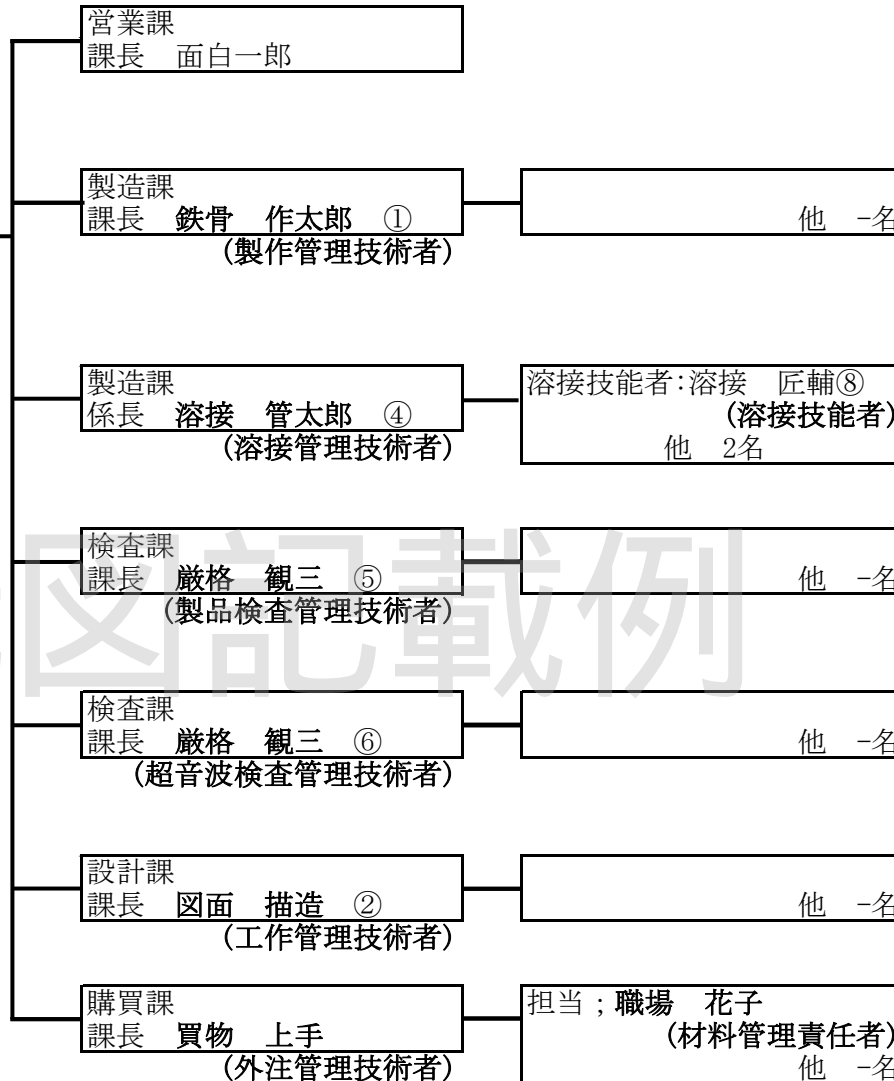 営業課
課長　面白一郎
製造課
課長　鉄骨　作太郎　①
(製作管理技術者)
他　-名
製造課
係長　溶接　管太郎　④
(溶接管理技術者)
溶接技能者:溶接　匠輔⑧
(溶接技能者)
他　2名
検査課
課長　厳格　観三　⑤
(製品検査管理技術者)
他　-名
図記載例
検査課
課長　厳格　観三　⑥
(超音波検査管理技術者)
他　-名
設計課
課長　図面　描造　②
(工作管理技術者)
他　-名
購買課
課長　買物　上手
(外注管理技術者)
担当；職場　花子
(材料管理責任者)
他　-名